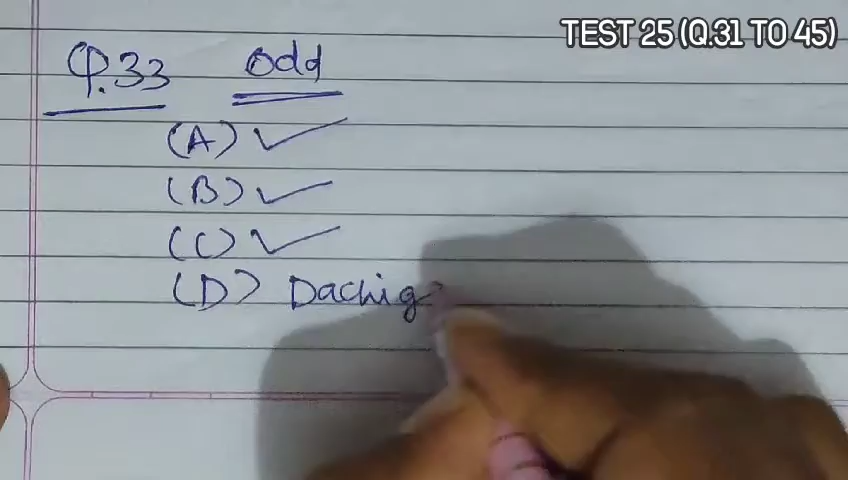 TEST 25 (Q.31 TO 45)
Q.33 Odd
(A) ✓
(B) ✓
(C) ✓
(D) Dachig